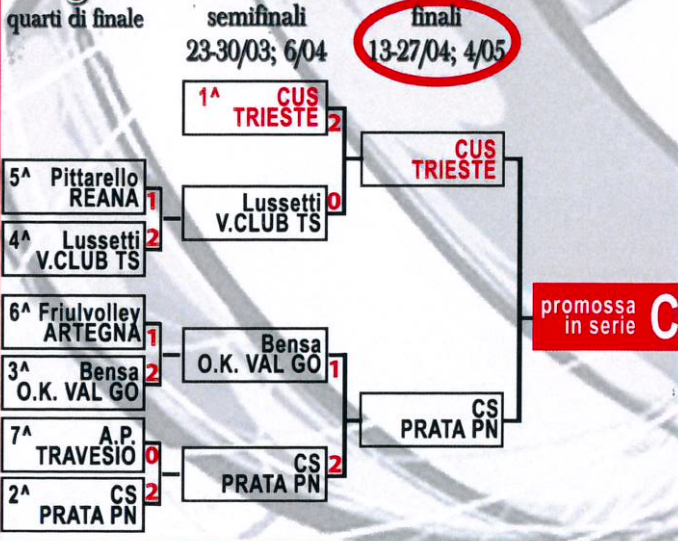 quarti di finale
semifinali
23-30/03; 6/04
finali
13-27/04; 4/05
5^ Pittarello
REANA 1
4^ Lussetti
V.CLUB TS 2
6^ Friulvolley
ARTEGNA 1
3^ Bensa
O.K. VAL GO 2
7^ A.P.
TRAVESIO 0
2^ CS
PRATA PN 2
1^ CUS
TRIESTE 2
Lussetti
V.CLUB TS 0
Bensa
O.K. VAL GO 1
CS
PRATA PN 2
CUS
TRIESTE
CS
PRATA PN
promossa
in serie C